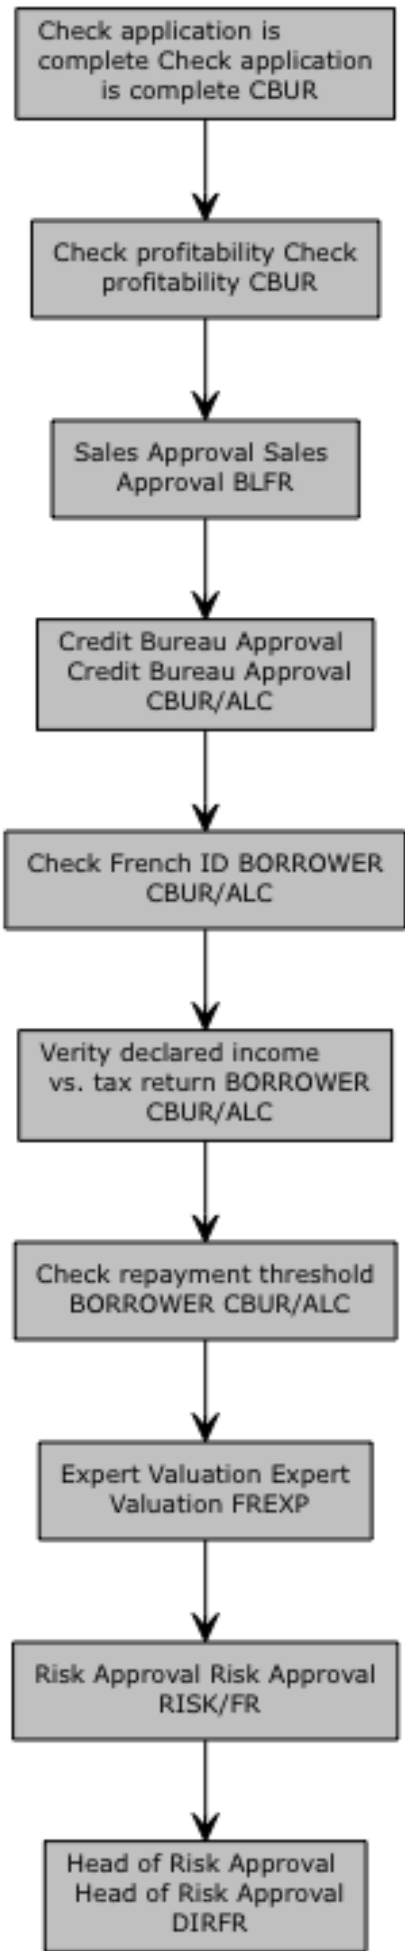 Check application is
complete Check application
is complete CBUR
Check profitability Check
profitability CBUR
Sales Approval Sales
Approval BLFR
Credit Bureau Approval
Credit Bureau Approval
CBUR/ALC
Check French ID BORROWER
CBUR/ALC
Verity declared income
vs. tax return BORROWER
CBUR/ALC
Check repayment threshold
BORROWER CBUR/ALC
Expert Valuation Expert
Valuation FREXP
Risk Approval Risk Approval
RISK/FR
Head of Risk Approval
Head of Risk Approval
DIRFR